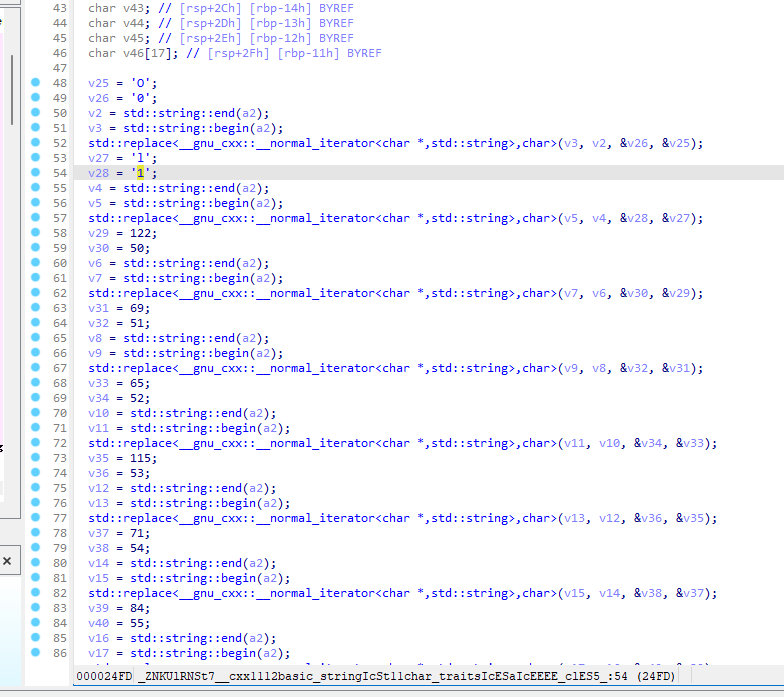 43 char v43; // [rsp+2Ch] [rbp-14h] BYREF
44 char v44; // [rsp+2Dh] [rbp-13h] BYREF
45 char v45; // [rsp+2Eh] [rbp-12h] BYREF
46 char v46[17]; // [rsp+2Fh] [rbp-11h] BYREF
47
48 v25 = 'O';
49 v26 = '0';
50 v2 = std::string::end(a2);
51 v3 = std::string::begin(a2);
52 std::replace<__gnu_cxx::__normal_iterator<char *,std::string>,char>(v3, v2, &v26, &v25);
53 v27 = 'l';
54 v28 = '1';
55 v4 = std::string::end(a2);
56 v5 = std::string::begin(a2);
57 std::replace<__gnu_cxx::__normal_iterator<char *,std::string>,char>(v5, v4, &v28, &v27);
58 v29 = 122;
59 v30 = 50;
60 v6 = std::string::end(a2);
61 v7 = std::string::begin(a2);
62 std::replace<__gnu_cxx::__normal_iterator<char *,std::string>,char>(v7, v6, &v30, &v29);
63 v31 = 69;
64 v32 = 51;
65 v8 = std::string::end(a2);
66 v9 = std::string::begin(a2);
67 std::replace<__gnu_cxx::__normal_iterator<char *,std::string>,char>(v9, v8, &v32, &v31);
68 v33 = 65;
69 v34 = 52;
70 v10 = std::string::end(a2);
71 v11 = std::string::begin(a2);
72 std::replace<__gnu_cxx::__normal_iterator<char *,std::string>,char>(v11, v10, &v34, &v33);
73 v35 = 115;
74 v36 = 53;
75 v12 = std::string::end(a2);
76 v13 = std::string::begin(a2);
77 std::replace<__gnu_cxx::__normal_iterator<char *,std::string>,char>(v13, v12, &v36, &v35);
78 v37 = 71;
79 v38 = 54;
80 v14 = std::string::end(a2);
81 v15 = std::string::begin(a2);
82 std::replace<__gnu_cxx::__normal_iterator<char *,std::string>,char>(v15, v14, &v38, &v37);
83 v39 = 84;
84 v40 = 55;
85 v16 = std::string::end(a2);
86 v17 = std::string::begin(a2);
000024FD _ZNKUlRNSt7__cxx1112basic_stringIcSt11char_traitsIcESaIcEEEE_clES5_:54 (24FD)